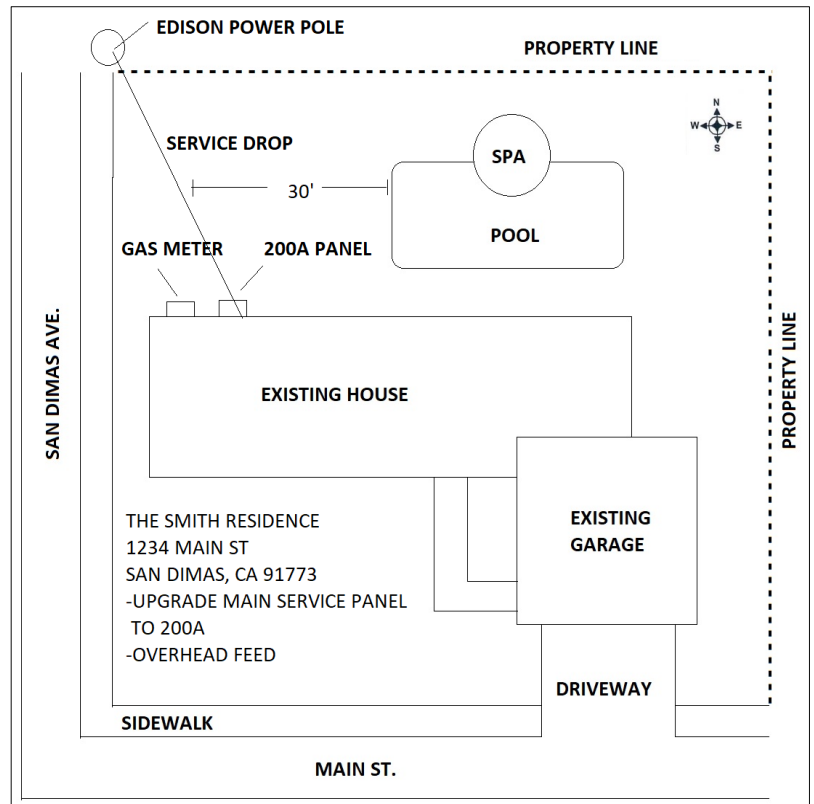 EDISON POWER POLE
PROPERTY LINE
N
W E
S
SERVICE DROP
SPA
30'
POOL
GAS METER
200A PANEL
SAN DIMAS AVE.
PROPERTY LINE
EXISTING HOUSE
THE SMITH RESIDENCE
1234 MAIN ST
SAN DIMAS, CA 91773
-UPGRADE MAIN SERVICE PANEL
TO 200A
-OVERHEAD FEED
EXISTING
GARAGE
DRIVEWAY
SIDEWALK
MAIN ST.